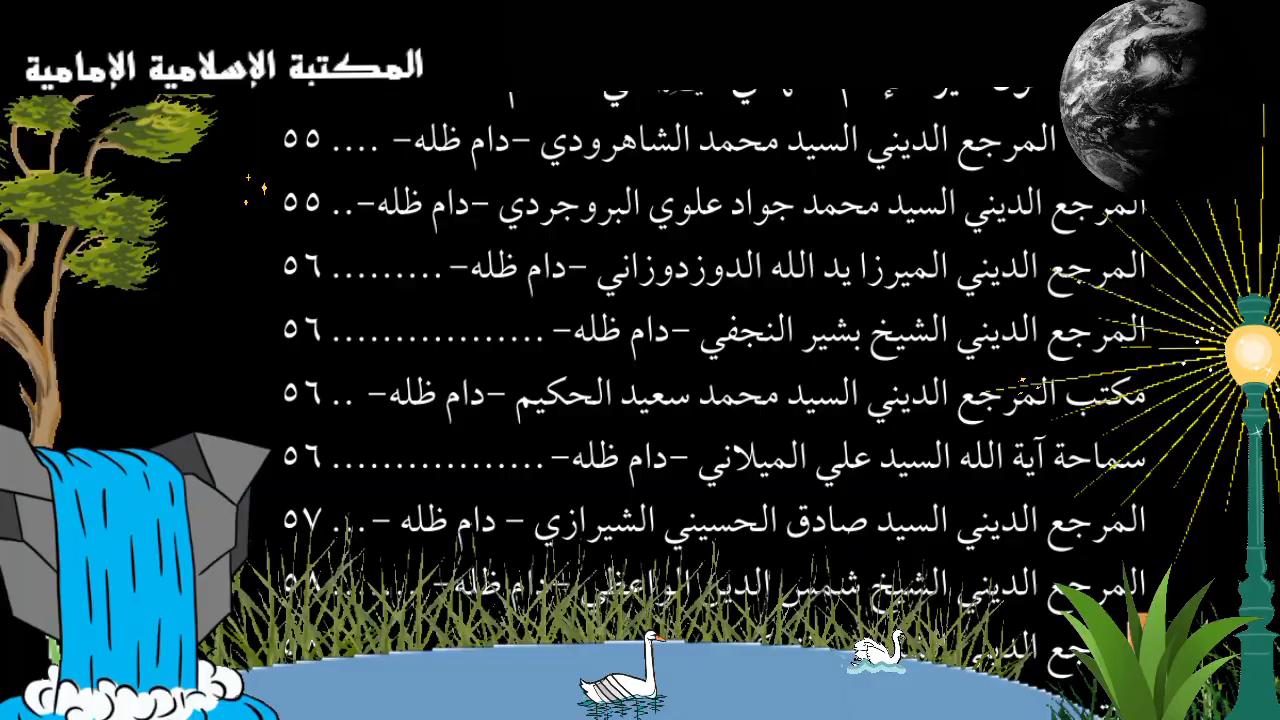 المكتبة الإسلامية الإمامية
المرجع الديني السيد محمد الشاهرودي –دام ظله– .... ٥٥
المرجع الديني السيد محمد جواد علوي البروجردي –دام ظله–.. ٥٥
المرجع الديني الميرزا يد الله الدوزدوزاني –دام ظله–......... ٥٦
المرجع الديني الشيخ بشير النجفي –دام ظله–................. ٥٦
مكتب المرجع الديني السيد محمد سعيد الحكيم –دام ظله– .. ٥٦
سماحة آية الله السيد علي الميلاني –دام ظله–................. ٥٦
المرجع الديني السيد صادق الحسيني الشيرازي – دام ظله –... ٥٧
المرجع الديني الشيخ شمس الدين الواعظي –دام ظله–...... ٥٨